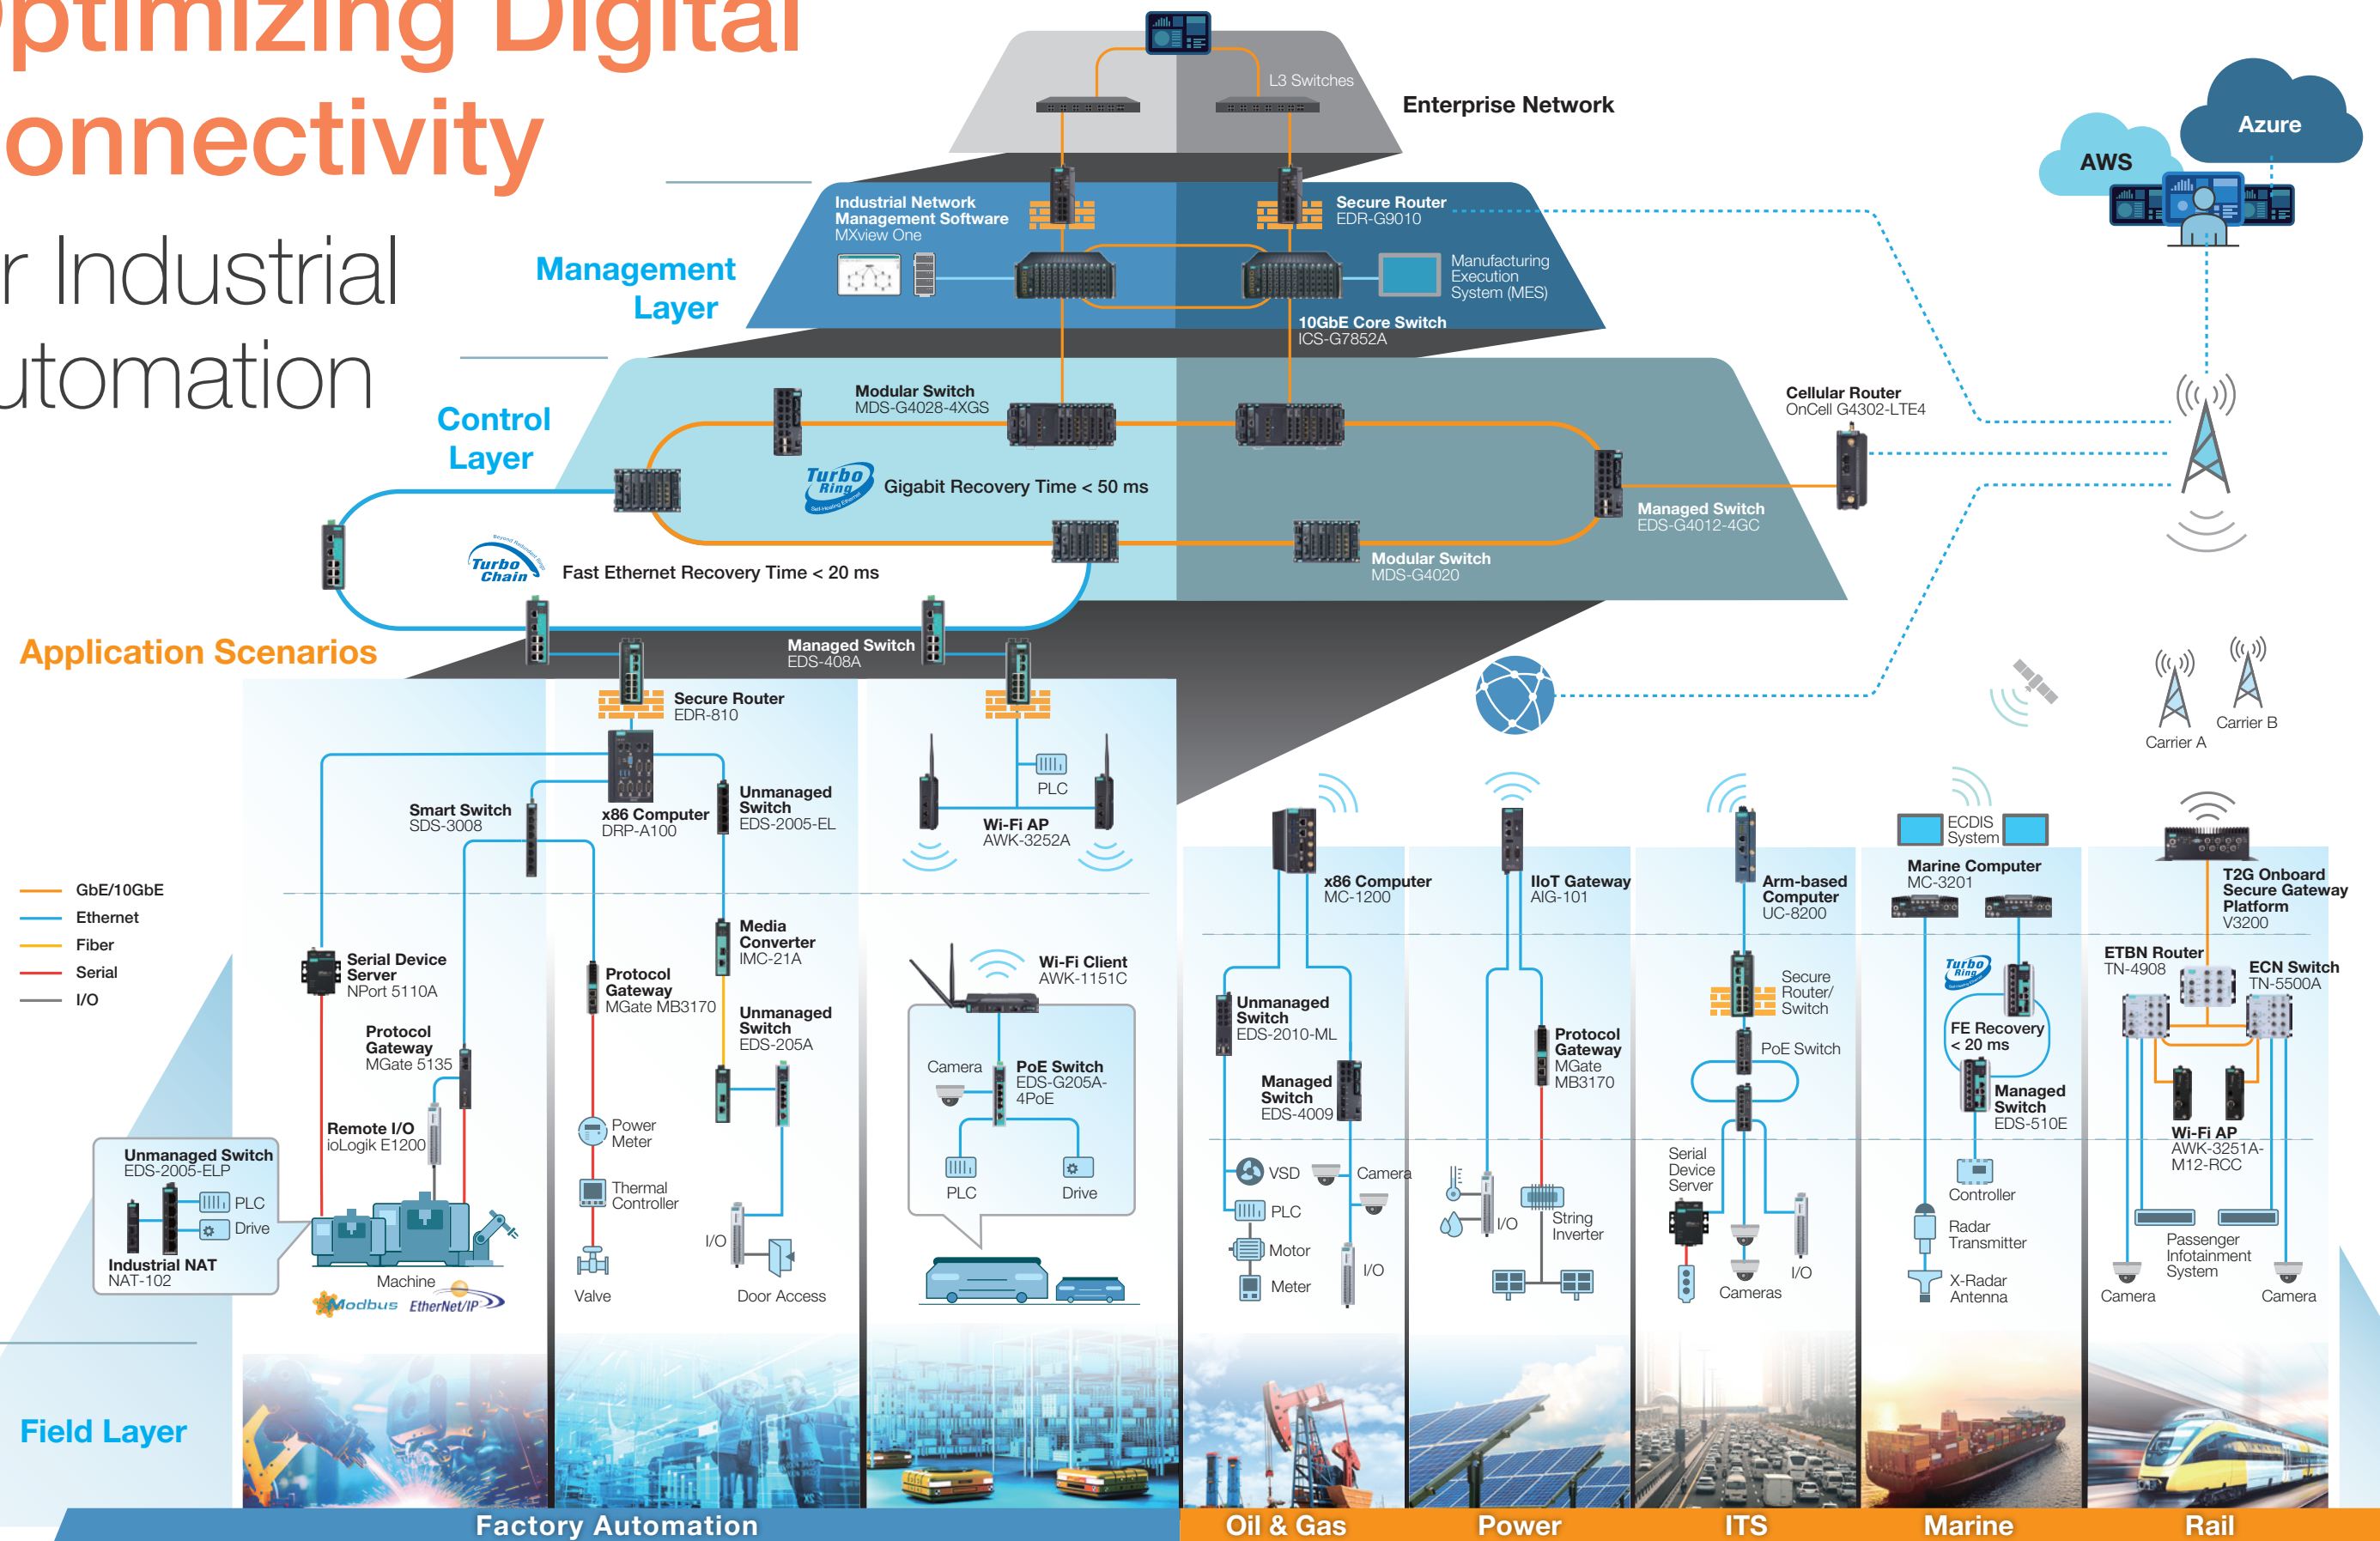 ptimizing Digital
onnectivity
r Industrial
utomation
L3 Switches
Enterprise Network
Azure
AWS
Industrial Network
Management Software
MXview One
Secure Router
EDR-G9010
Management
Layer
Manufacturing
Execution
System (MES)
10GbE Core Switch
ICS-G7852A
Control
Layer
Modular Switch
MDS-G4028-4XGS
Cellular Router
OnCell G4302-LTE4
Turbo
Ring
Self-Healing Ethernet
Gigabit Recovery Time < 50 ms
Managed Switch
EDS-G4012-4GC
Beyond Redundant Rings
Turbo
Chain
Fast Ethernet Recovery Time < 20 ms
Modular Switch
MDS-G4020
Application Scenarios
Managed Switch
EDS-408A
Secure Router
EDR-810
Carrier A
Carrier B
Smart Switch
SDS-3008
x86 Computer
DRP-A100
Unmanaged
Switch
EDS-2005-EL
PLC
Wi-Fi AP
AWK-3252A
ECDIS
System
GbE/10GbE
Ethernet
Fiber
Serial
I/O
x86 Computer
MC-1200
IIoT Gateway
AIG-101
Arm-based
Computer
UC-8200
Marine Computer
MC-3201
T2G Onboard
Secure Gateway
Platform
V3200
Serial Device
Server
NPort 5110A
Protocol
Gateway
MGate MB3170
Media
Converter
IMC-21A
Wi-Fi Client
AWK-1151C
Protocol
Gateway
MGate 5135
Unmanaged
Switch
EDS-205A
Camera
PoE Switch
EDS-G205A-
4PoE
PLC
Drive
Remote I/O
ioLogik E1200
Power
Meter
Thermal
Controller
Valve
I/O
Door Access
Unmanaged Switch
EDS-2005-ELP
PLC
Drive
Industrial NAT
NAT-102
Machine
Modbus
EtherNet/IP
Unmanaged
Switch
EDS-2010-ML
Managed
Switch
EDS-4009
VSD
Camera
PLC
Motor
Meter
I/O
Protocol
Gateway
MGate
MB3170
I/O
String
Inverter
Secure
Router/
Switch
PoE Switch
Serial
Device
Server
Cameras
I/O
Turbo
Ring
FE Recovery
< 20 ms
Managed
Switch
EDS-510E
Controller
Radar
Transmitter
X-Radar
Antenna
ETBN Router
TN-4908
ECN Switch
TN-5500A
Wi-Fi AP
AWK-3251A-
M12-RCC
Passenger
Infotainment
System
Camera
Camera
Field Layer
Factory Automation
Oil & Gas
Power
ITS
Marine
Rail